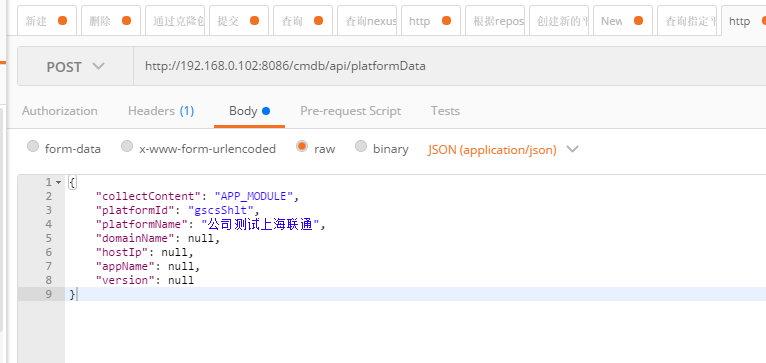 新建 删除 通过克隆创 提交 查询 查询nexus http 根据repos 创建新的平 New 查询指定平 http
POST http://192.168.0.102:8086/cmdb/api/platformData
Authorization Headers (1) Body Pre-request Script Tests
form-data x-www-form-urlencoded raw binary JSON (application/json)
1 {
2 "collectContent": "APP_MODULE",
3 "platformId": "gscsShlt",
4 "platformName": "公司测试上海联通",
5 "domainName": null,
6 "hostIp": null,
7 "appName": null,
8 "version": null
9 }